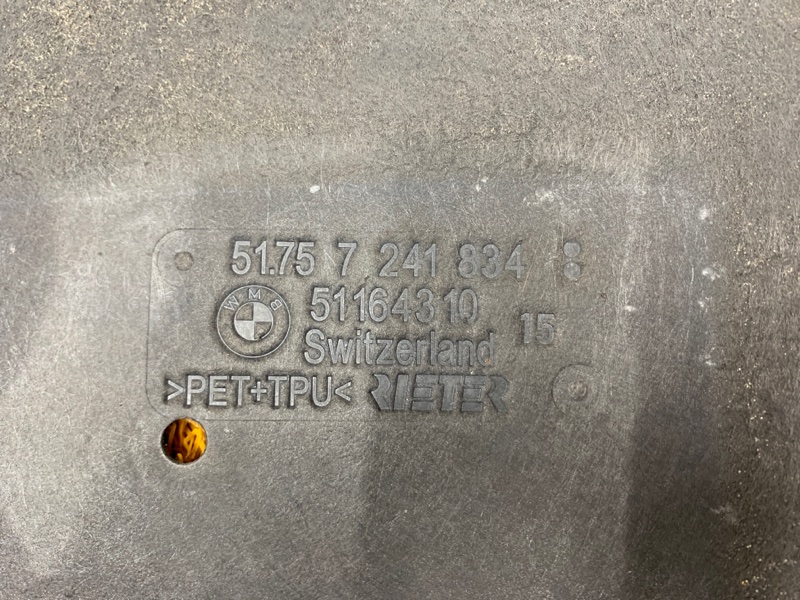 51.75 7 241 834 8
BMW
51164310
15
Switzerland
>PET+TPU< RIETER